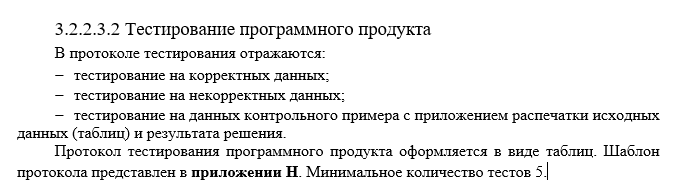 3.2.2.3.2 Тестирование программного продукта
В протоколе тестирования отражаются:
– тестирование на корректных данных;
– тестирование на некорректных данных;
– тестирование на данных контрольного примера с приложением распечатки исходных
данных (таблиц) и результата решения.
Протокол тестирования программного продукта оформляется в виде таблиц. Шаблон
протокола представлен в приложении Н. Минимальное количество тестов 5.